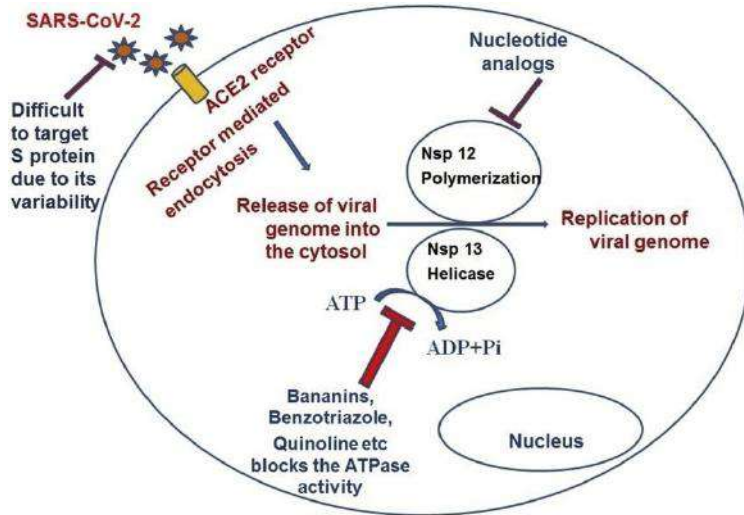 SARS-CoV-2
Difficult
to target
S protein
due to its
variability
ACE2 receptor
Receptor mediated
endocytosis
Nucleotide
analogs
Nsp 12
Polymerization
Release of viral
genome into
the cytosol
Replication of
viral genome
Nsp 13
Helicase
ATP
ADP+Pi
Bananins,
Benzotriazole,
Quinoline etc
blocks the ATPase
activity
Nucleus